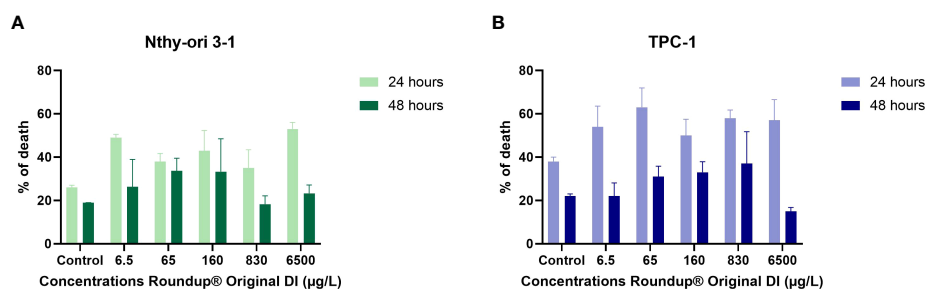 A
Nthy-ori 3-1
% of death
80
60
40
20
0
Control 6.5 65 160 830 6500
Concentrations Roundup® Original DI (µg/L)
24 hours
48 hours
B
TPC-1
% of death
80
60
40
20
0
Control 6.5 65 160 830 6500
Concentrations Roundup® Original DI (µg/L)
24 hours
48 hours